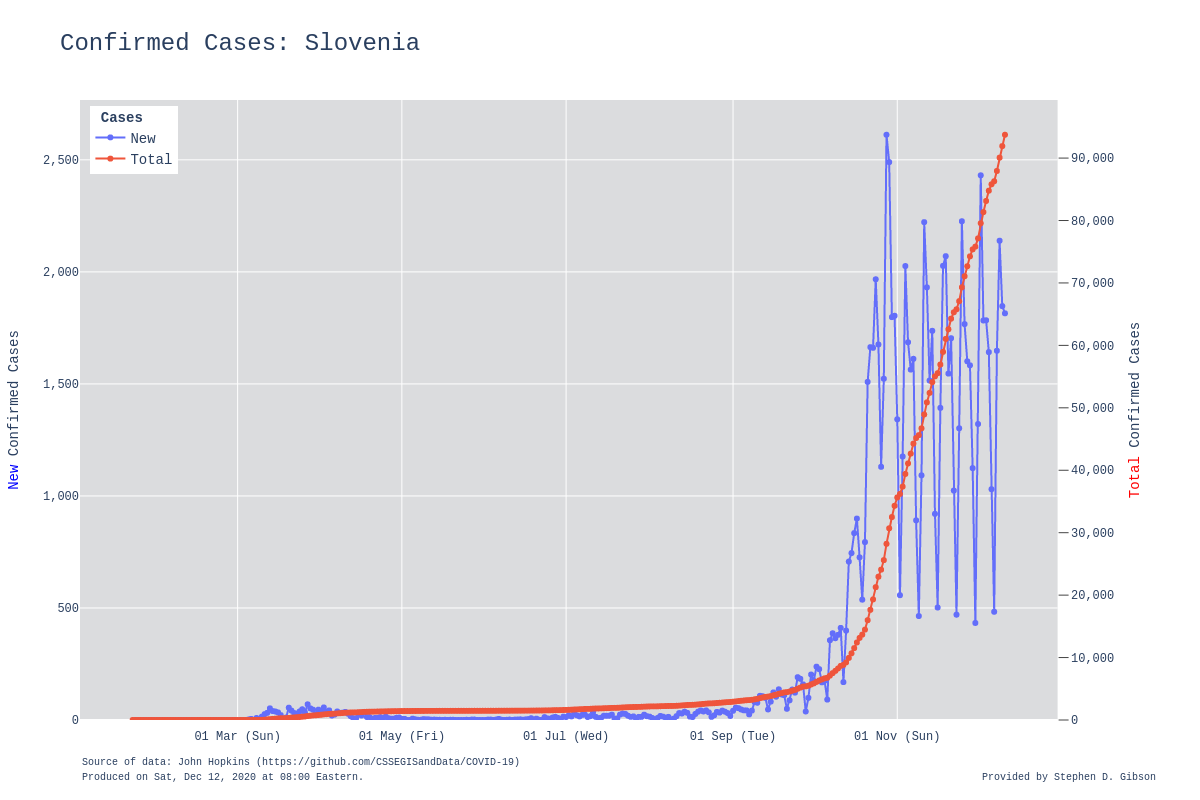 Confirmed Cases: Slovenia
Cases
New
Total
2,500
2,000
1,500
1,000
500
0
New Confirmed Cases
90,000
80,000
70,000
60,000
50,000
40,000
30,000
20,000
10,000
0
Total Confirmed Cases
01 Mar (Sun)
01 May (Fri)
01 Jul (Wed)
01 Sep (Tue)
01 Nov (Sun)
Source of data: John Hopkins (https://github.com/CSSEGISandData/COVID-19)
Produced on Sat, Dec 12, 2020 at 08:00 Eastern.
Provided by Stephen D. Gibson